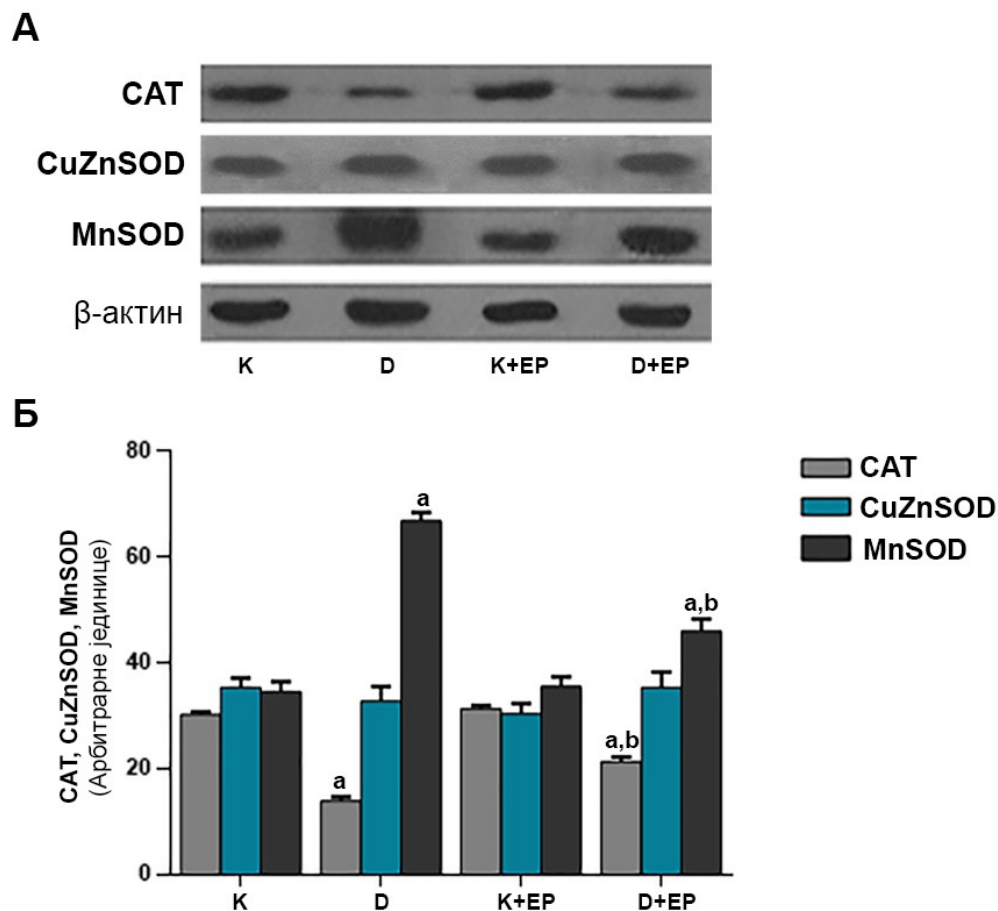 А
CAT
CuZnSOD
MnSOD
β-актин
K D K+EP D+EP
Б
CAT, CuZnSOD, MnSOD
(Арбитрарне јединице)
80
60
40
20
0
a
a
a,b
a,b
K D K+EP D+EP
CAT
CuZnSOD
MnSOD